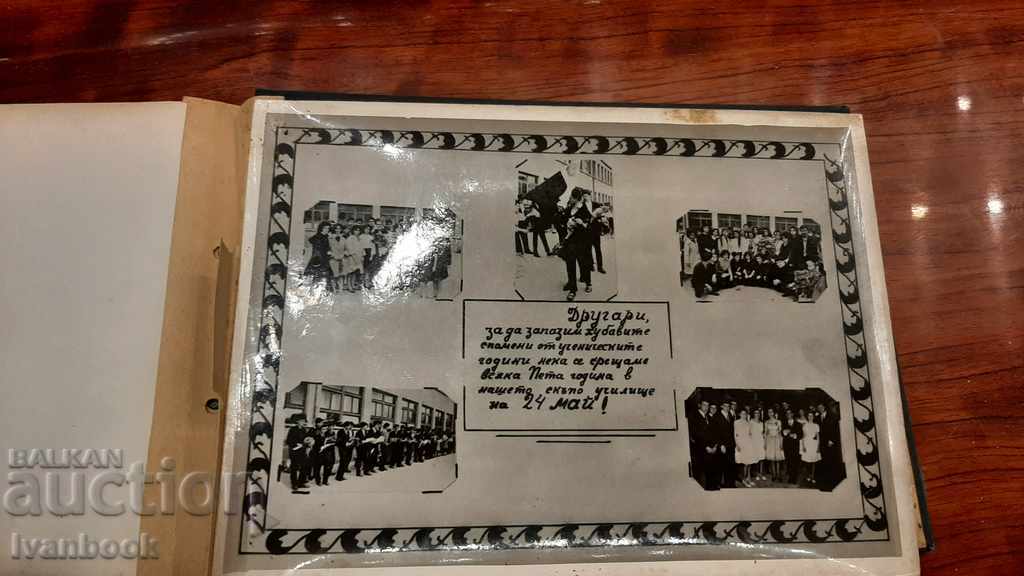 Другари,
за да запазим хубавите
спомени от ученическите
години нека се срещаме
всяка пета година в
нашето скъпо училище
на 24 май!
BALKAN
auction
Ivanbook